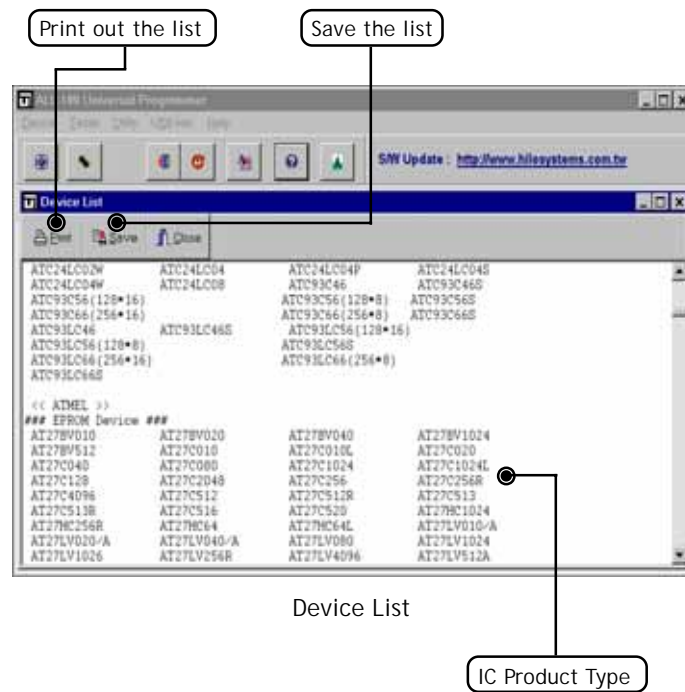 Print out the list
Save the list
ALL-100 Universal Programmer
Device Help
S/W Update : http://www.hilosystems.com.tw
Device List
Print Save Close
ATC24LC02W ATC24LC04 ATC24LC04P ATC24LC04S
ATC24LC04W ATC24LC08 ATC93C46 ATC93C46S
ATC93C56(128*16) ATC93C56(128*8) ATC93C56S
ATC93C66(256*16) ATC93C66(256*8) ATC93C66S
ATC93LC46 ATC93LC46S ATC93LC56(128*16)
ATC93LC56(128*8) ATC93LC56S
ATC93LC66(256*16) ATC93LC66(256*8)
ATC93LC66S
<< ATMEL >>
### EPROM Device ###
AT27BV010 AT27BV020 AT27BV040 AT27BV1024
AT27BV512 AT27C010 AT27C010L AT27C020
AT27C040 AT27C080 AT27C1024 AT27C1024L
AT27C128 AT27C2048 AT27C256 AT27C256R
AT27C4096 AT27C512 AT27C512R AT27C513
AT27C513R AT27C516 AT27C520 AT27HC1024
AT27HC256R AT27HC64 AT27HC64L AT27LV010/A
AT27LV020/A AT27LV040/A AT27LV080 AT27LV1024
AT27LV1026 AT27LV256R AT27LV4096 AT27LV512A
Device List
IC Product Type